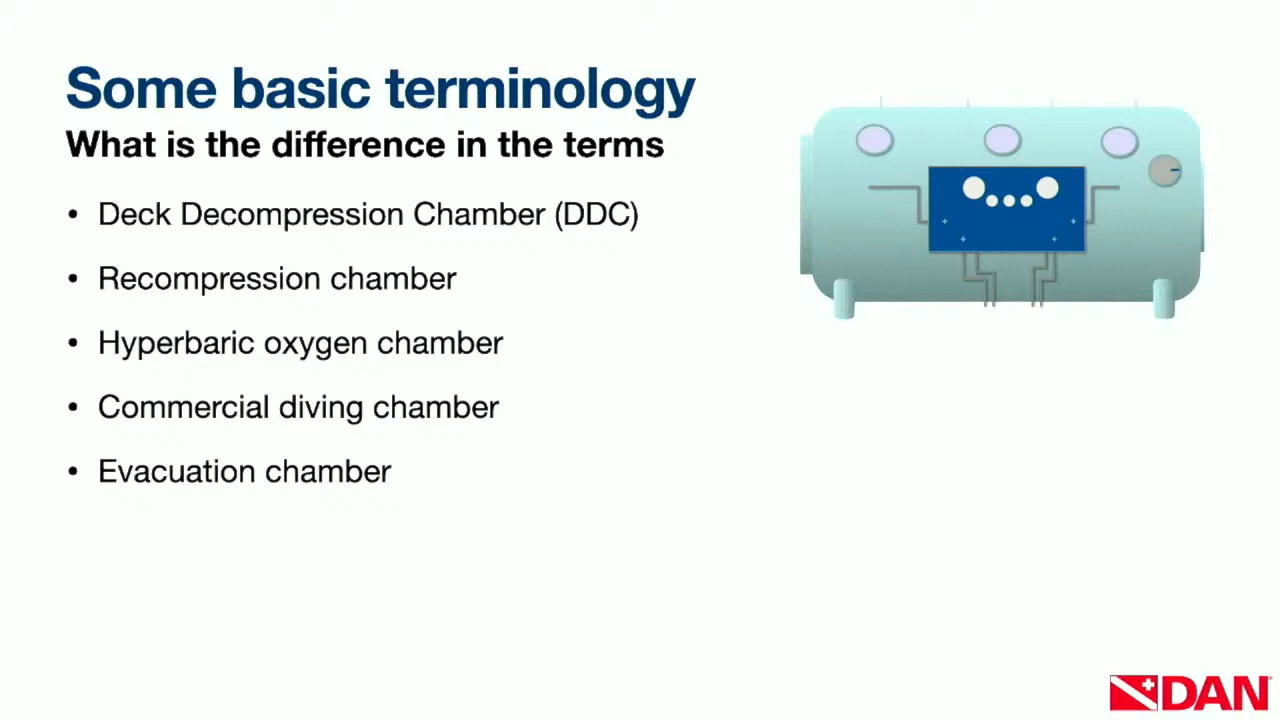 Some basic terminology
What is the difference in the terms
• Deck Decompression Chamber (DDC)
• Recompression chamber
• Hyperbaric oxygen chamber
• Commercial diving chamber
• Evacuation chamber
DAN